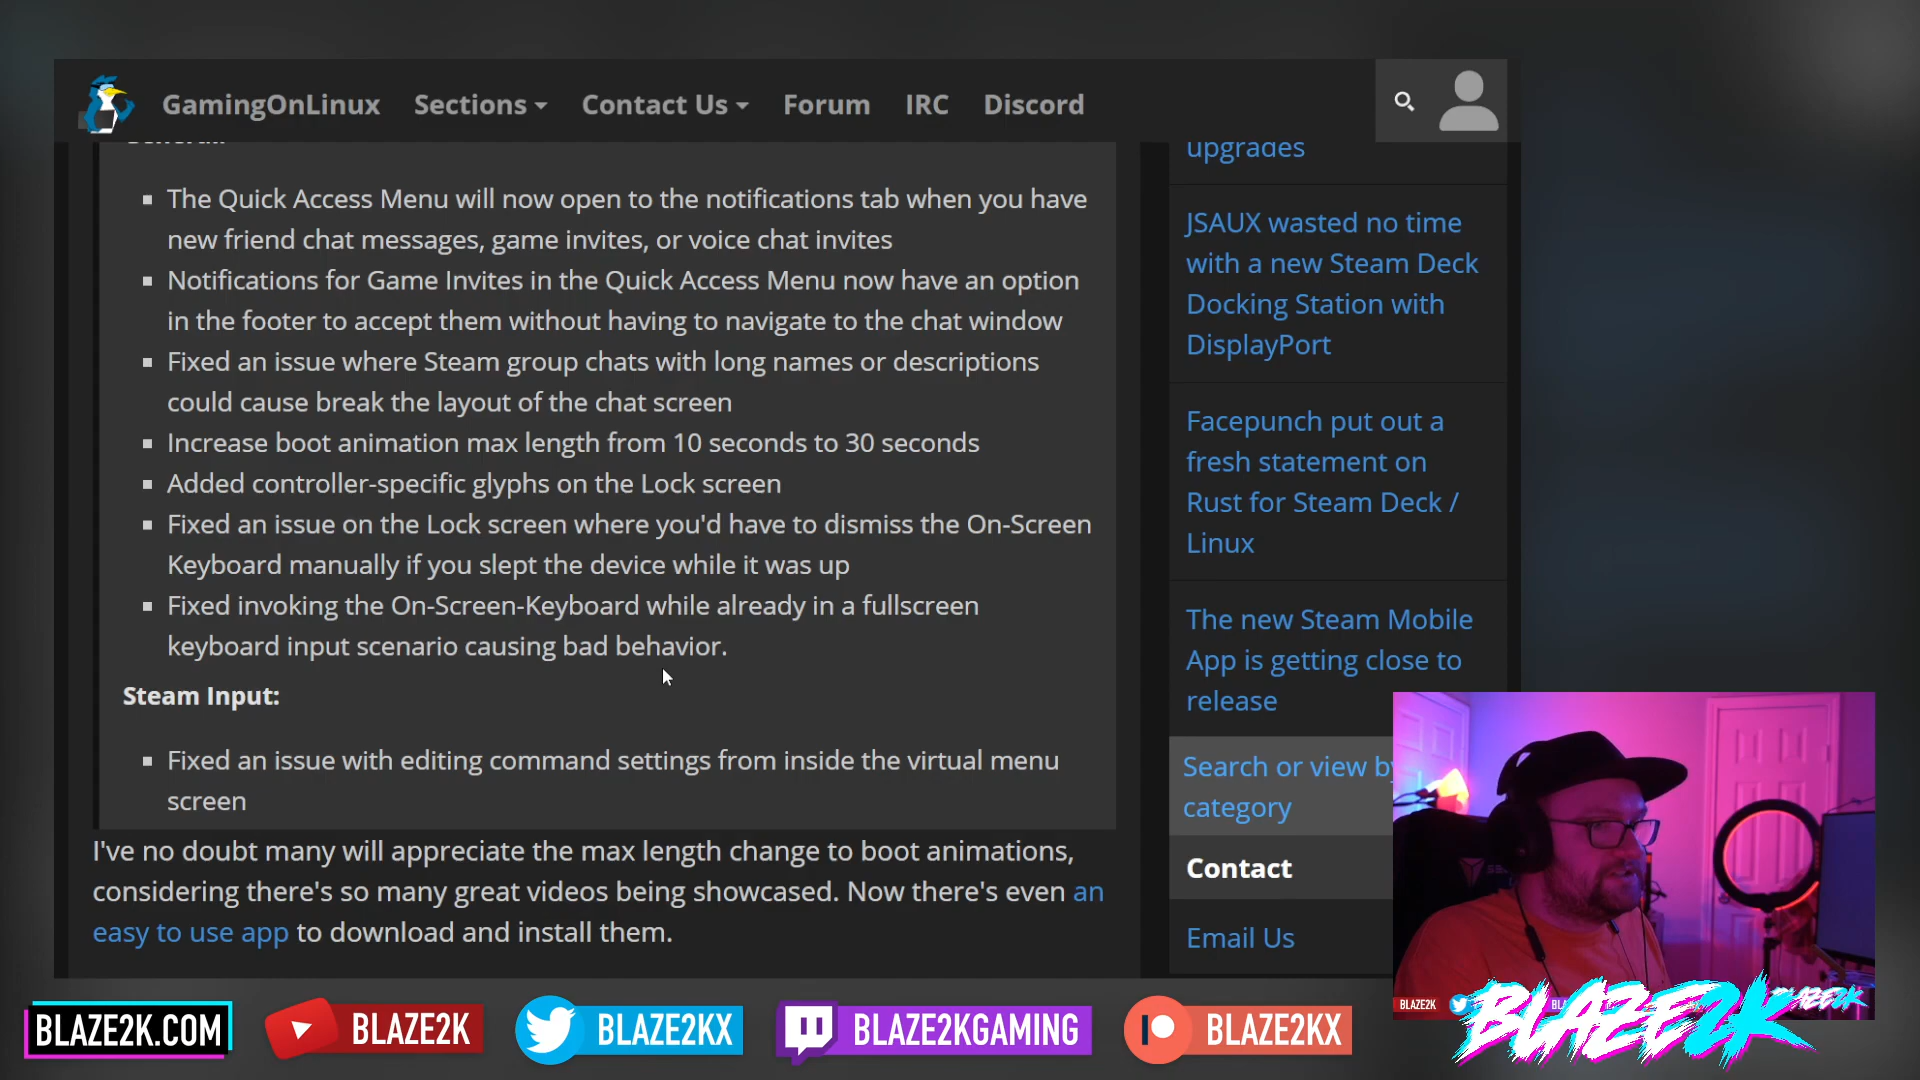 GamingOnLinux Sections Contact Us Forum IRC Discord
The Quick Access Menu will now open to the notifications tab when you have
new friend chat messages, game invites, or voice chat invites
Notifications for Game Invites in the Quick Access Menu now have an option
in the footer to accept them without having to navigate to the chat window
Fixed an issue where Steam group chats with long names or descriptions
could cause break the layout of the chat screen
Increase boot animation max length from 10 seconds to 30 seconds
Added controller-specific glyphs on the Lock screen
Fixed an issue on the Lock screen where you'd have to dismiss the On-Screen
Keyboard manually if you slept the device while it was up
Fixed invoking the On-Screen-Keyboard while already in a fullscreen
keyboard input scenario causing bad behavior.
Steam Input:
Fixed an issue with editing command settings from inside the virtual menu
screen
I've no doubt many will appreciate the max length change to boot animations,
considering there's so many great videos being showcased. Now there's even an
easy to use app to download and install them.
upgrades
JSAUX wasted no time
with a new Steam Deck
Docking Station with
DisplayPort
Facepunch put out a
fresh statement on
Rust for Steam Deck /
Linux
The new Steam Mobile
App is getting close to
release
Search or view by
category
Contact
Email Us
BLAZE2K
BLAZE2K.COM
BLAZE2K
BLAZE2KX
BLAZE2KGAMING
BLAZE2KX
BLAZE2K
BLAZE2K